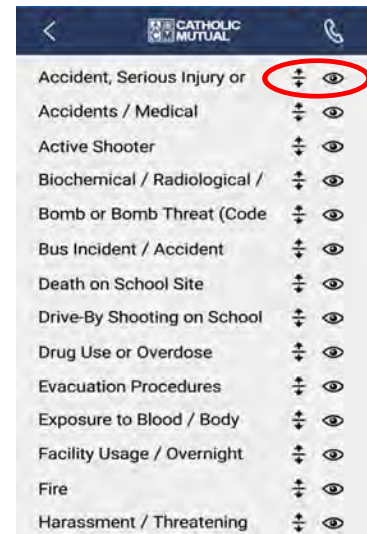 CATHOLIC
MUTUAL
Accident, Serious Injury or
Accidents / Medical
Active Shooter
Biochemical / Radiological /
Bomb or Bomb Threat (Code
Bus Incident / Accident
Death on School Site
Drive-By Shooting on School
Drug Use or Overdose
Evacuation Procedures
Exposure to Blood / Body
Facility Usage / Overnight
Fire
Harassment / Threatening